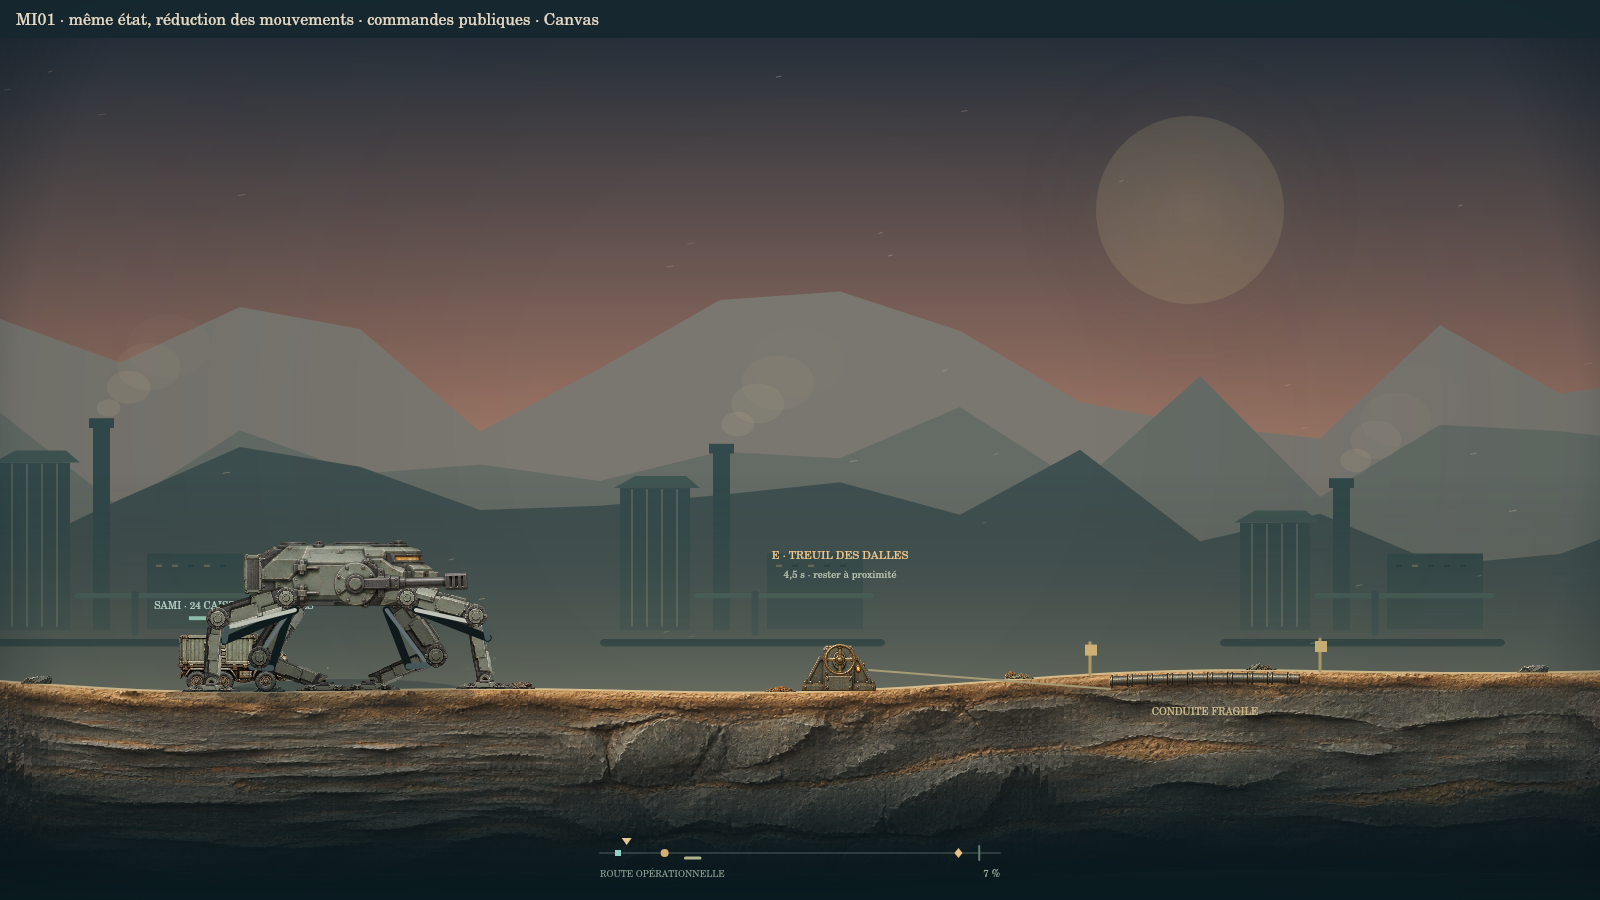 MI01 · même état, réduction des mouvements · commandes publiques · Canvas
E · TREUIL DES DALLES
4,5 s · rester à proximité
SAMI · 24
CONDUITE FRAGILE
ROUTE OPÉRATIONNELLE
7 %